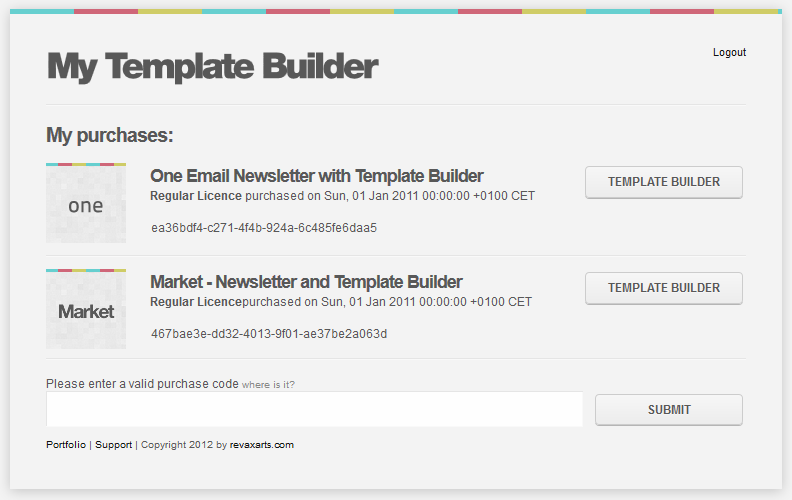 My Template Builder
Logout
My purchases:
one
One Email Newsletter with Template Builder
Regular Licence purchased on Sun, 01 Jan 2011 00:00:00 +0100 CET
ea36bdf4-c271-4f4b-924a-6c485fe6daa5
TEMPLATE BUILDER
Market
Market - Newsletter and Template Builder
Regular Licencepurchased on Sun, 01 Jan 2011 00:00:00 +0100 CET
467bae3e-dd32-4013-9f01-ae37be2a063d
TEMPLATE BUILDER
Please enter a valid purchase code where is it?
SUBMIT
Portfolio | Support | Copyright 2012 by revaxarts.com